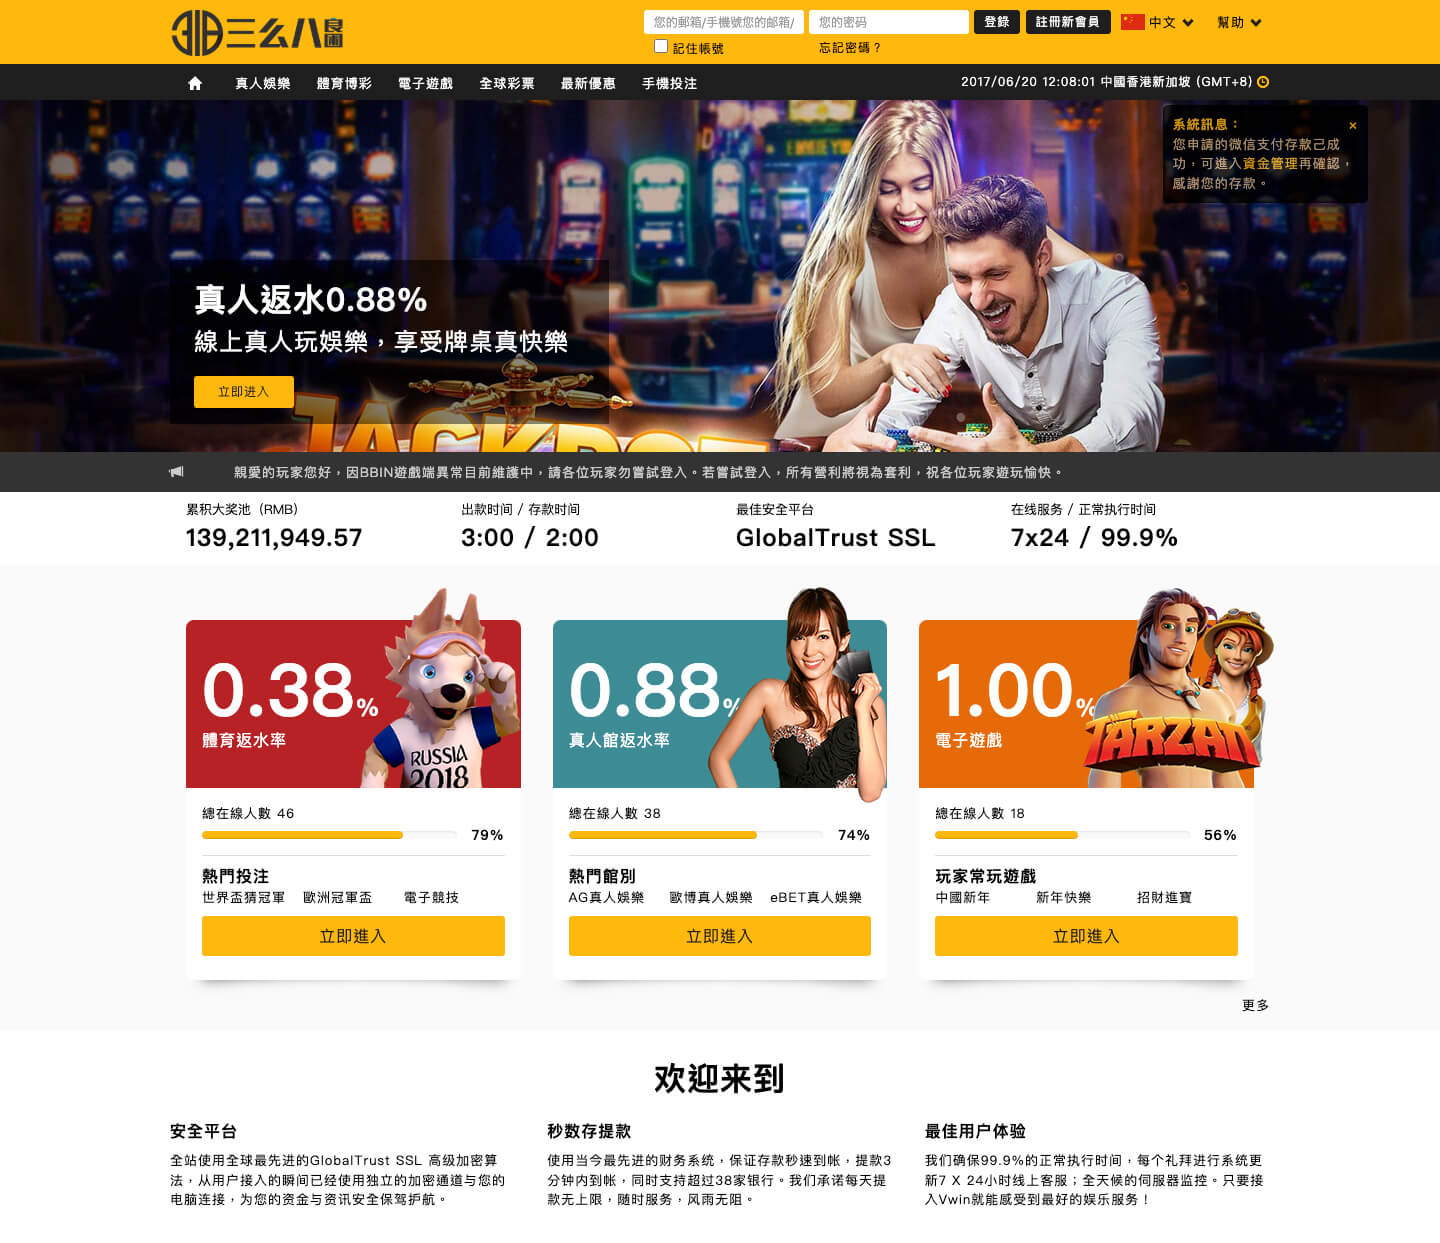 三么八良甫
您的郵箱/手機號您的邮箱/
您的密码
登錄
註冊新會員
中文
幫助
記住帳號
忘記密碼？
真人娛樂
體育博彩
電子遊戲
全球彩票
最新優惠
手機投注
2017/06/20 12:08:01 中國香港新加坡 (GMT+8)
系統訊息：
×
您申請的微信支付存款己成
功，可進入資金管理再確認，
感謝您的存款。
真人返水0.88%
線上真人玩娛樂，享受牌桌真快樂
立即进入
JACKPOT
親愛的玩家您好，因BBIN遊戲端異常目前維護中，請各位玩家勿嘗試登入。若嘗試登入，所有營利將視為套利，祝各位玩家遊玩愉快。
累积大奖池（RMB）
139,211,949.57
出款时间 / 存款时间
3:00 / 2:00
最佳安全平台
GlobalTrust SSL
在线服务 / 正常执行时间
7x24 / 99.9%
0.38%
體育返水率
RUSSIA
2018
總在線人數 46
79%
熱門投注
世界盃猜冠軍
歐洲冠軍盃
電子競技
立即進入
0.88%
真人館返水率
總在線人數 38
74%
熱門館別
AG真人娛樂
歐博真人娛樂
eBET真人娛樂
立即進入
1.00%
電子遊戲
TARZAN
總在線人數 18
56%
玩家常玩遊戲
中國新年
新年快樂
招財進寶
立即進入
更多
欢迎来到
安全平台
全站使用全球最先进的GlobalTrust SSL 高级加密算
法，从用户接入的瞬间已经使用独立的加密通道与您的
电脑连接，为您的资金与资讯安全保驾护航。
秒数存提款
使用当今最先进的财务系统，保证存款秒速到帐，提款3
分钟内到帐，同时支持超过38家银行。我们承诺每天提
款无上限，随时服务，风雨无阻。
最佳用户体验
我们确保99.9%的正常执行时间，每个礼拜进行系统更
新7 X 24小时线上客服；全天候的伺服器监控。只要接
入Vwin就能感受到最好的娱乐服务！